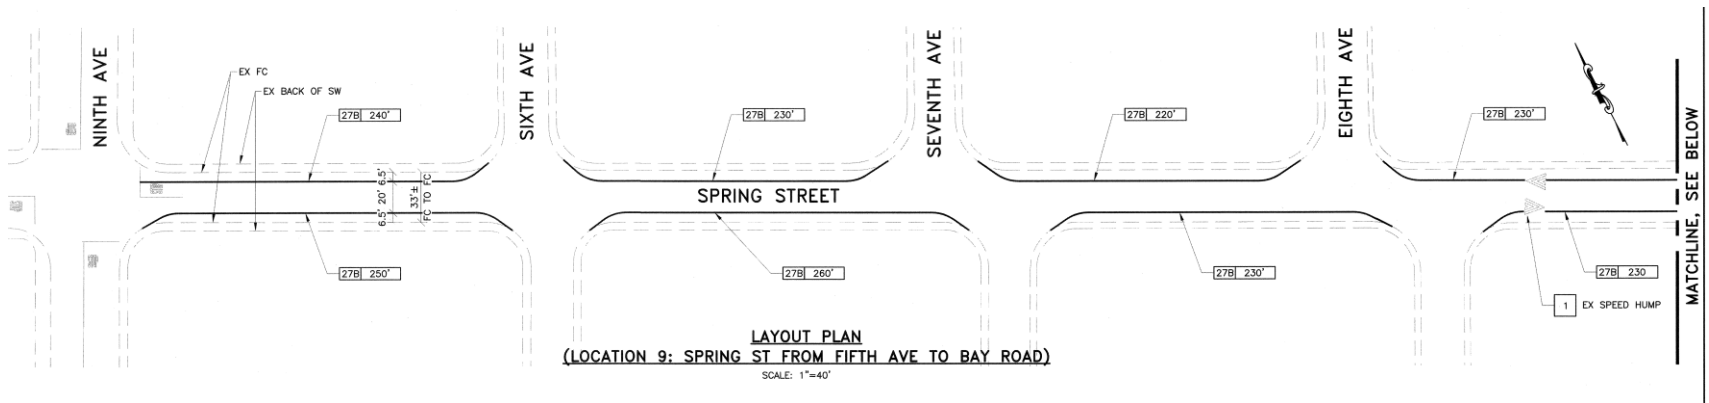 NINTH AVE
SIXTH AVE
SEVENTH AVE
EIGHTH AVE
EX FC
EX BACK OF SW
27B 240'
27B 230'
27B 220'
27B 230'
6.5' 20' 6.5'
33'±
FC TO FC
SPRING STREET
27B 250'
27B 260'
27B 230'
27B 230
1 EX SPEED HUMP
MATCHLINE, SEE BELOW
LAYOUT PLAN
(LOCATION 9: SPRING ST FROM FIFTH AVE TO BAY ROAD)
SCALE: 1"=40'